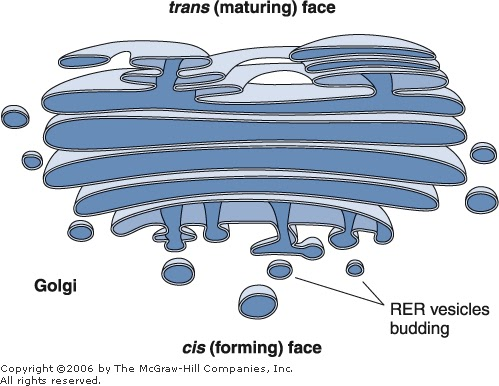 trans (maturing) face
Golgi
RER vesicles
budding
cis (forming) face
Copyright ©2006 by The McGraw-Hill Companies, Inc.
All rights reserved.